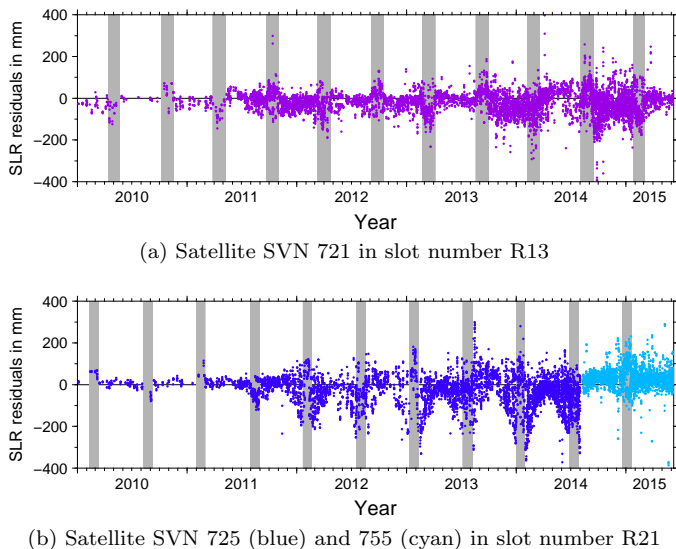 400
200
0
−200
−400
SLR residuals in mm
2010 2011 2012 2013 2014 2015
Year
(a) Satellite SVN 721 in slot number R13
400
200
0
−200
−400
SLR residuals in mm
2010 2011 2012 2013 2014 2015
Year
(b) Satellite SVN 725 (blue) and 755 (cyan) in slot number R21